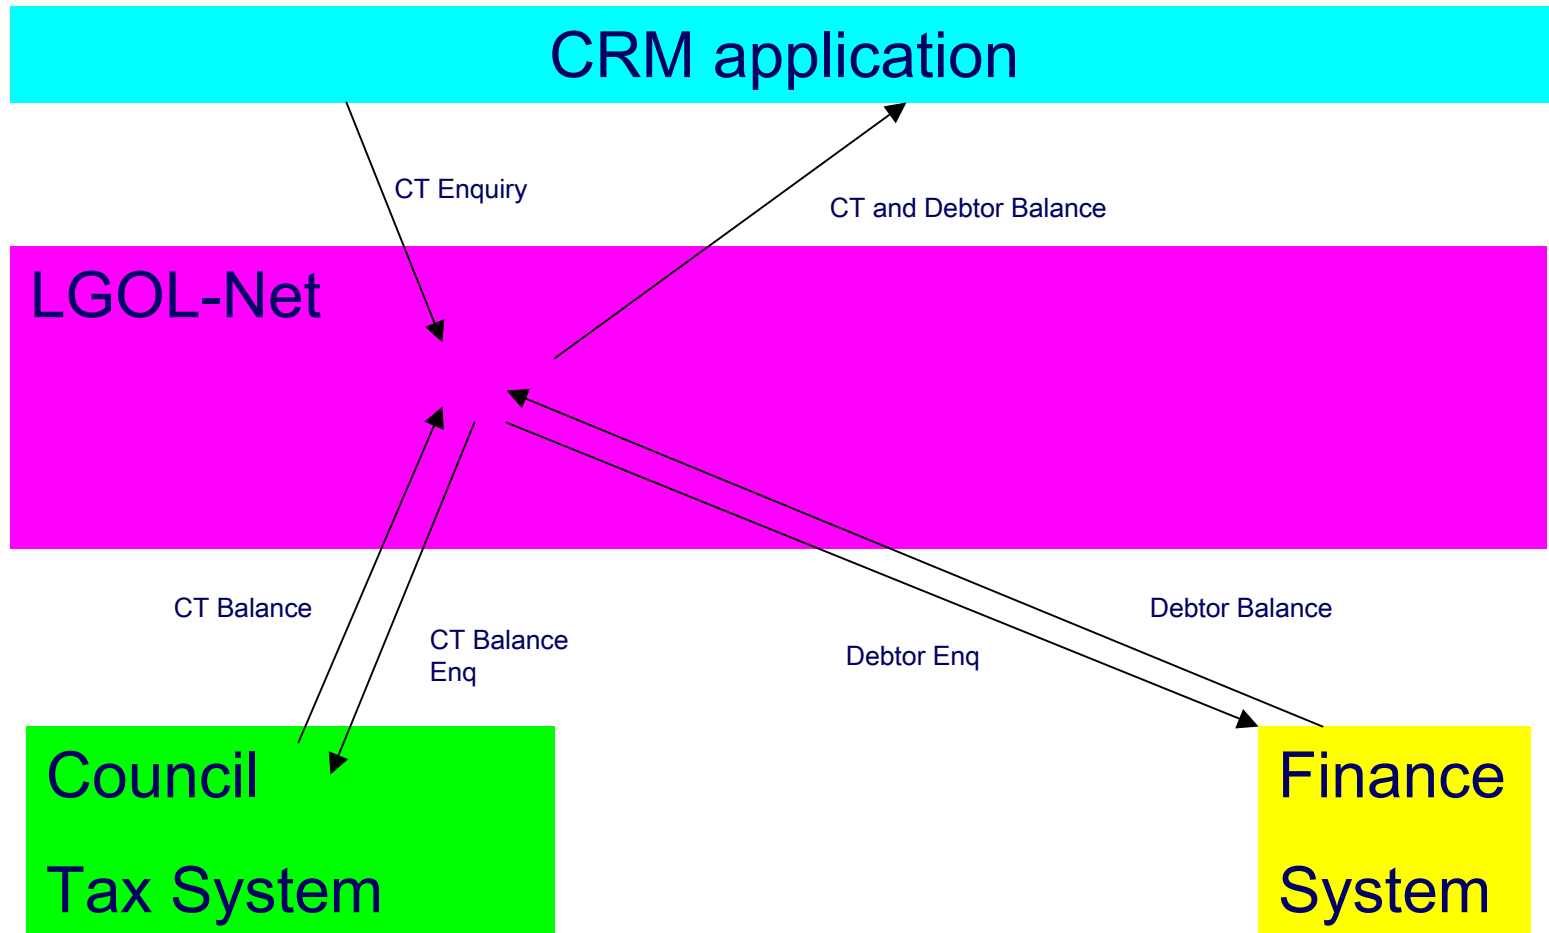 CRM application
CT Enquiry
CT and Debtor Balance
LGOL-Net
CT Balance
CT Balance
Enq
Debtor Enq
Debtor Balance
Council
Tax System
Finance
System